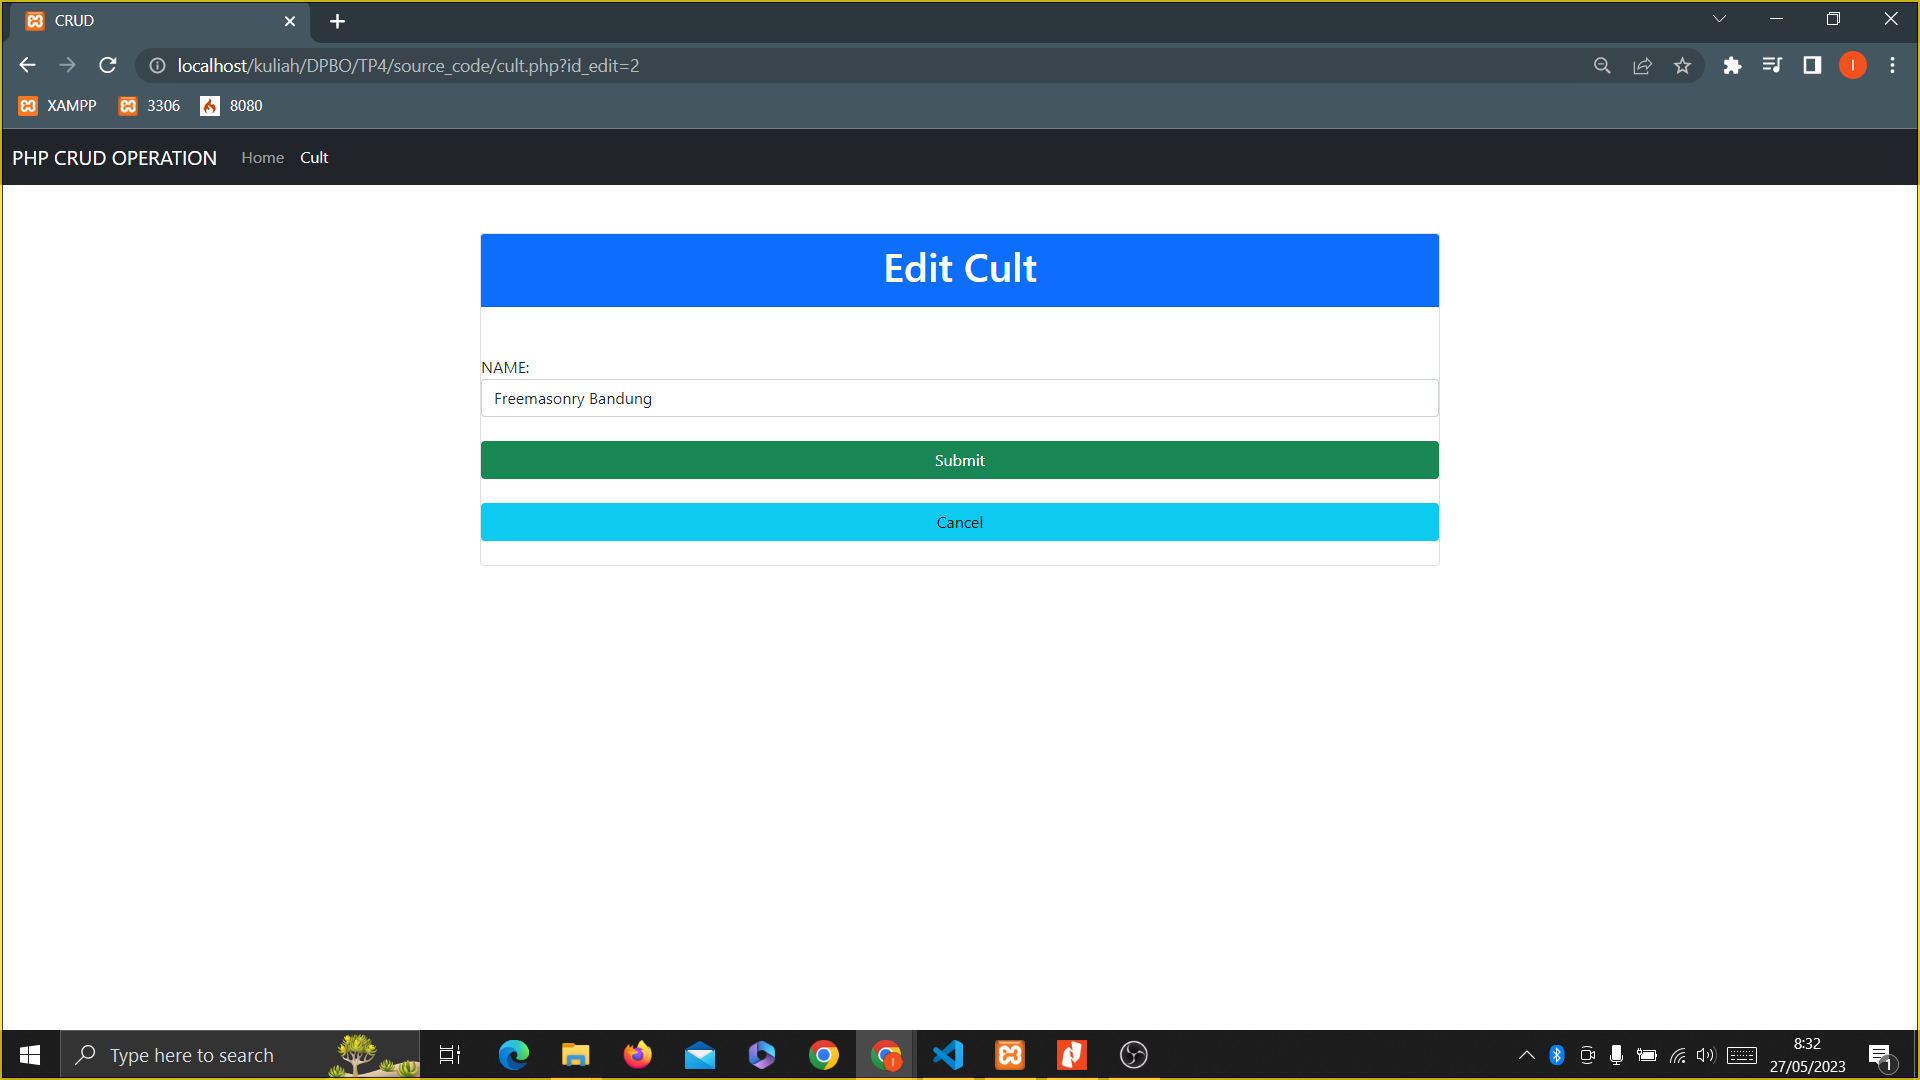 CRUD
localhost/kuliah/DPBO/TP4/source_code/cult.php?id_edit=2
I
XAMPP 3306 8080
PHP CRUD OPERATION Home Cult
Edit Cult
NAME:
Freemasonry Bandung
Submit
Cancel
Type here to search
8:32
27/05/2023
1